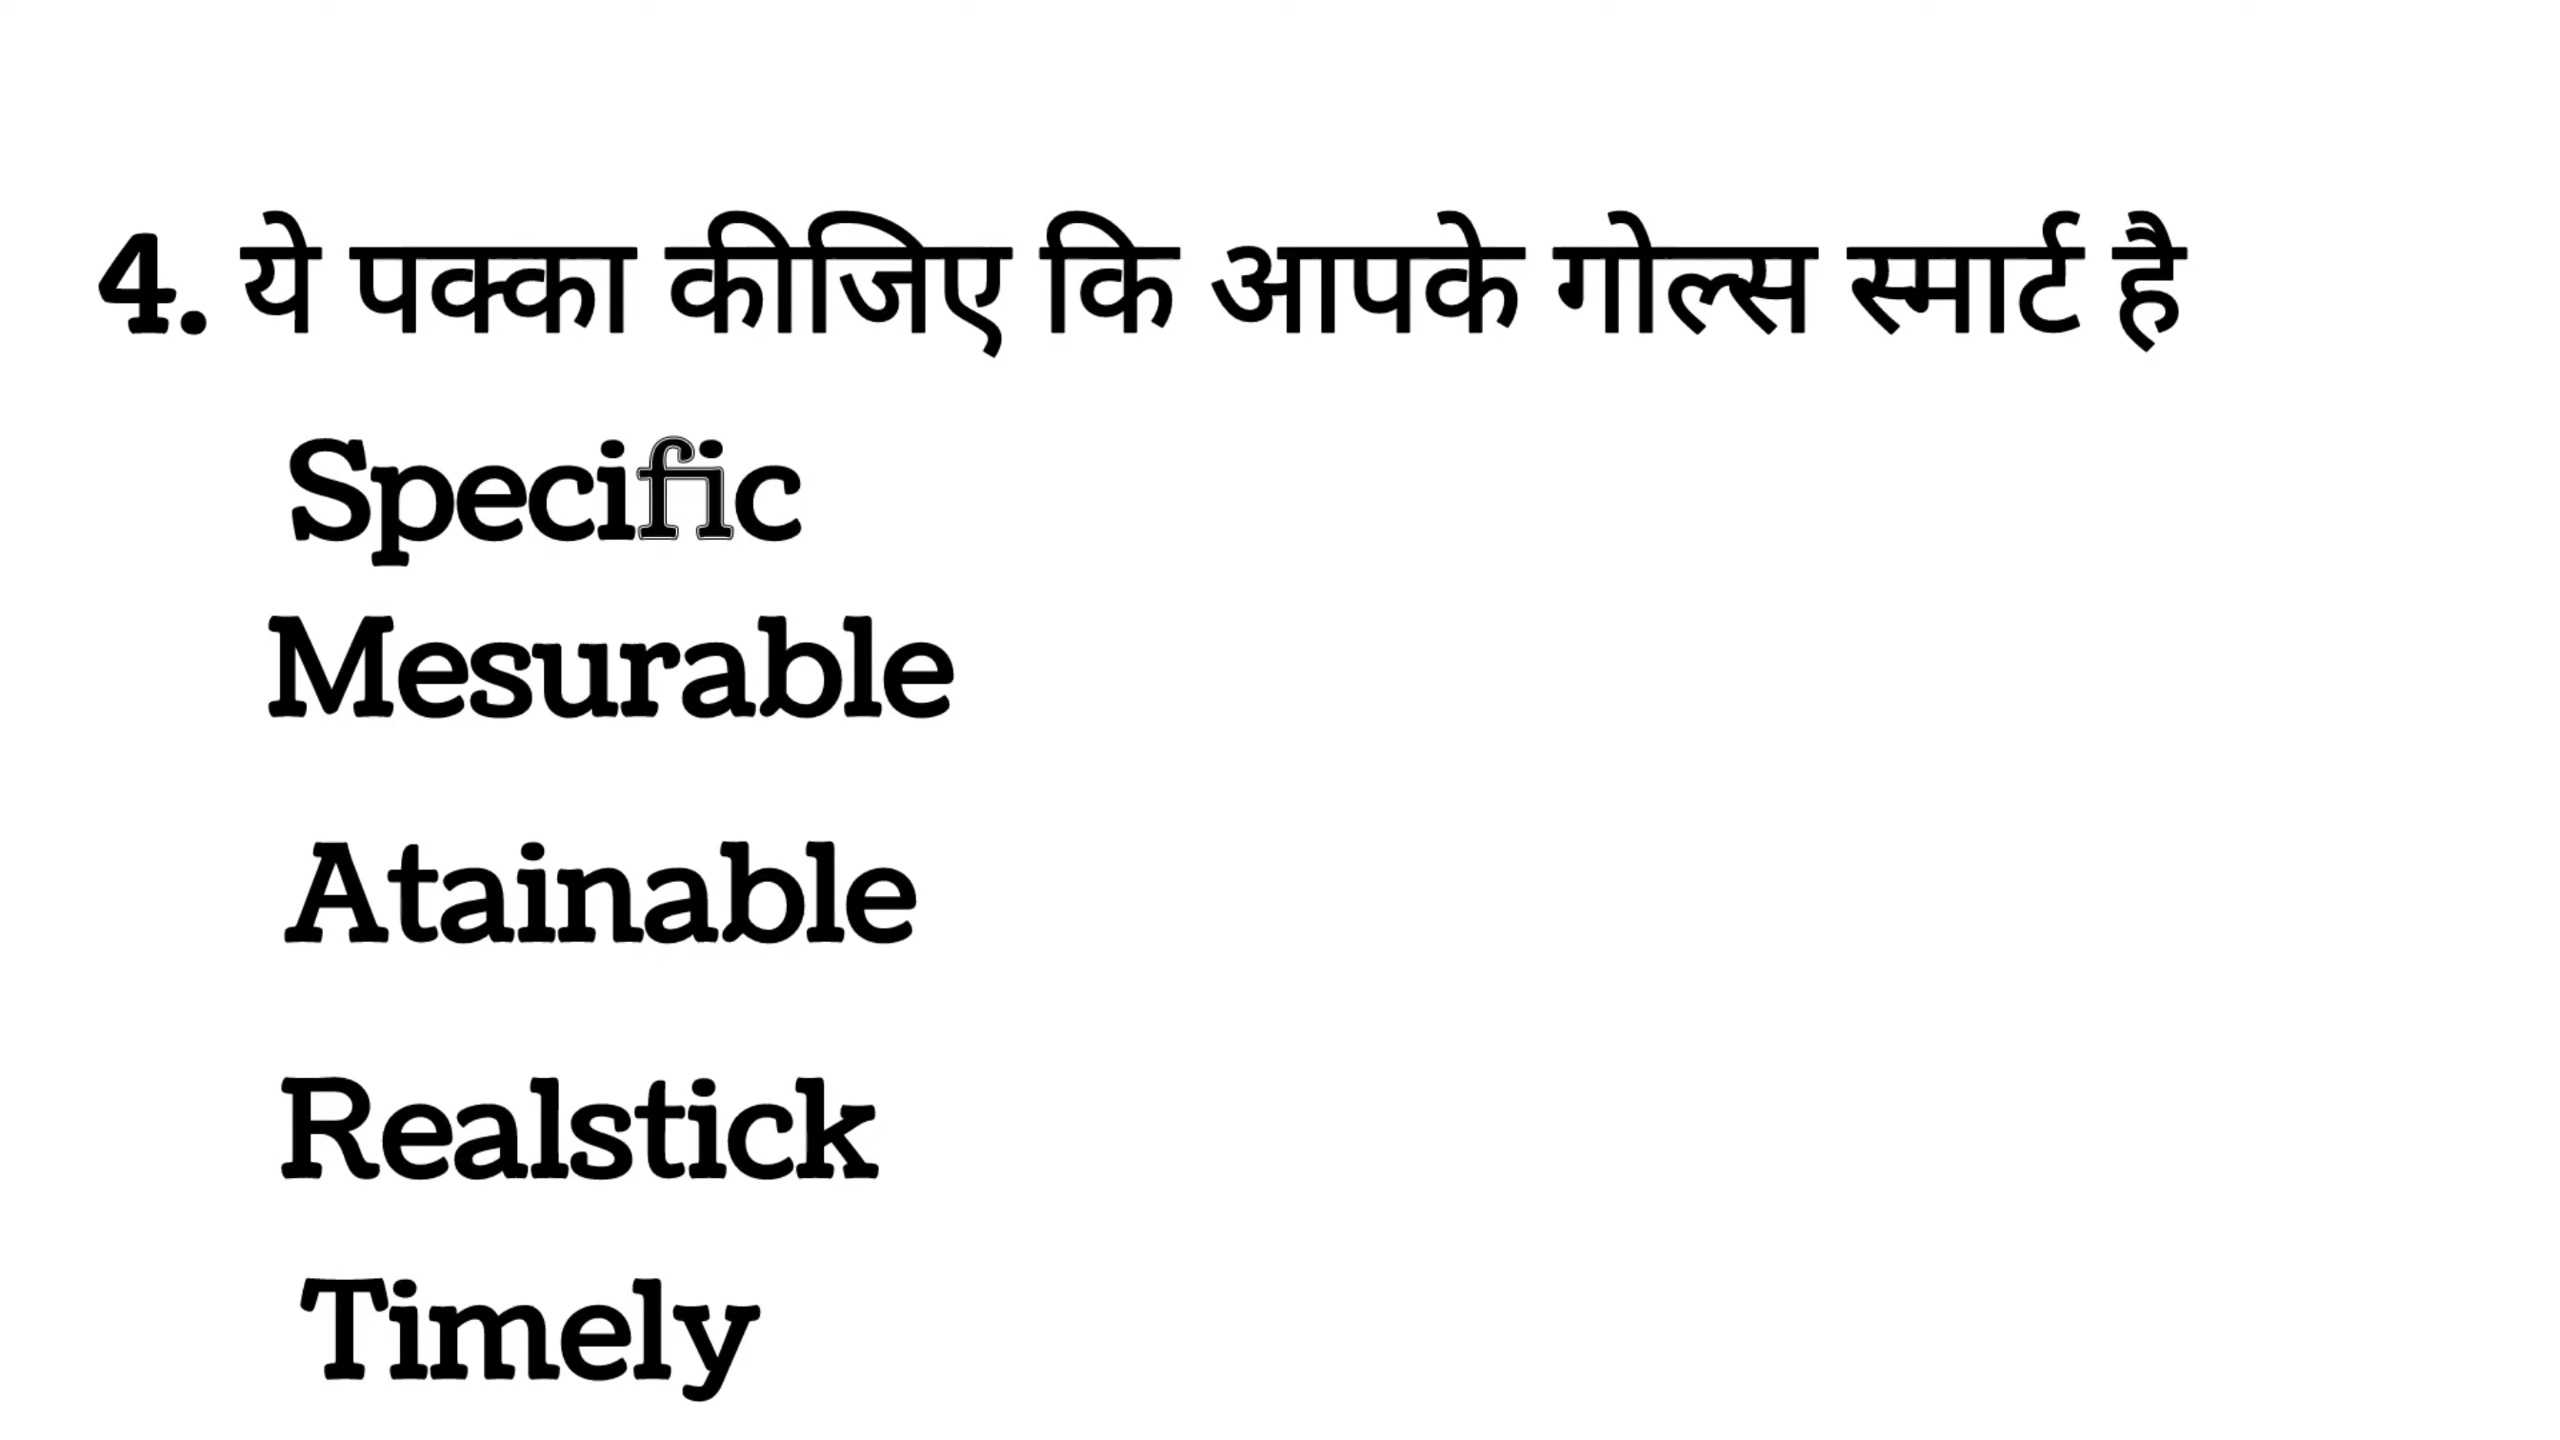 4. ये पक्का कीजिए कि आपके गोल्स स्मार्ट है
Specific
Mesurable
Atainable
Realstick
Timely